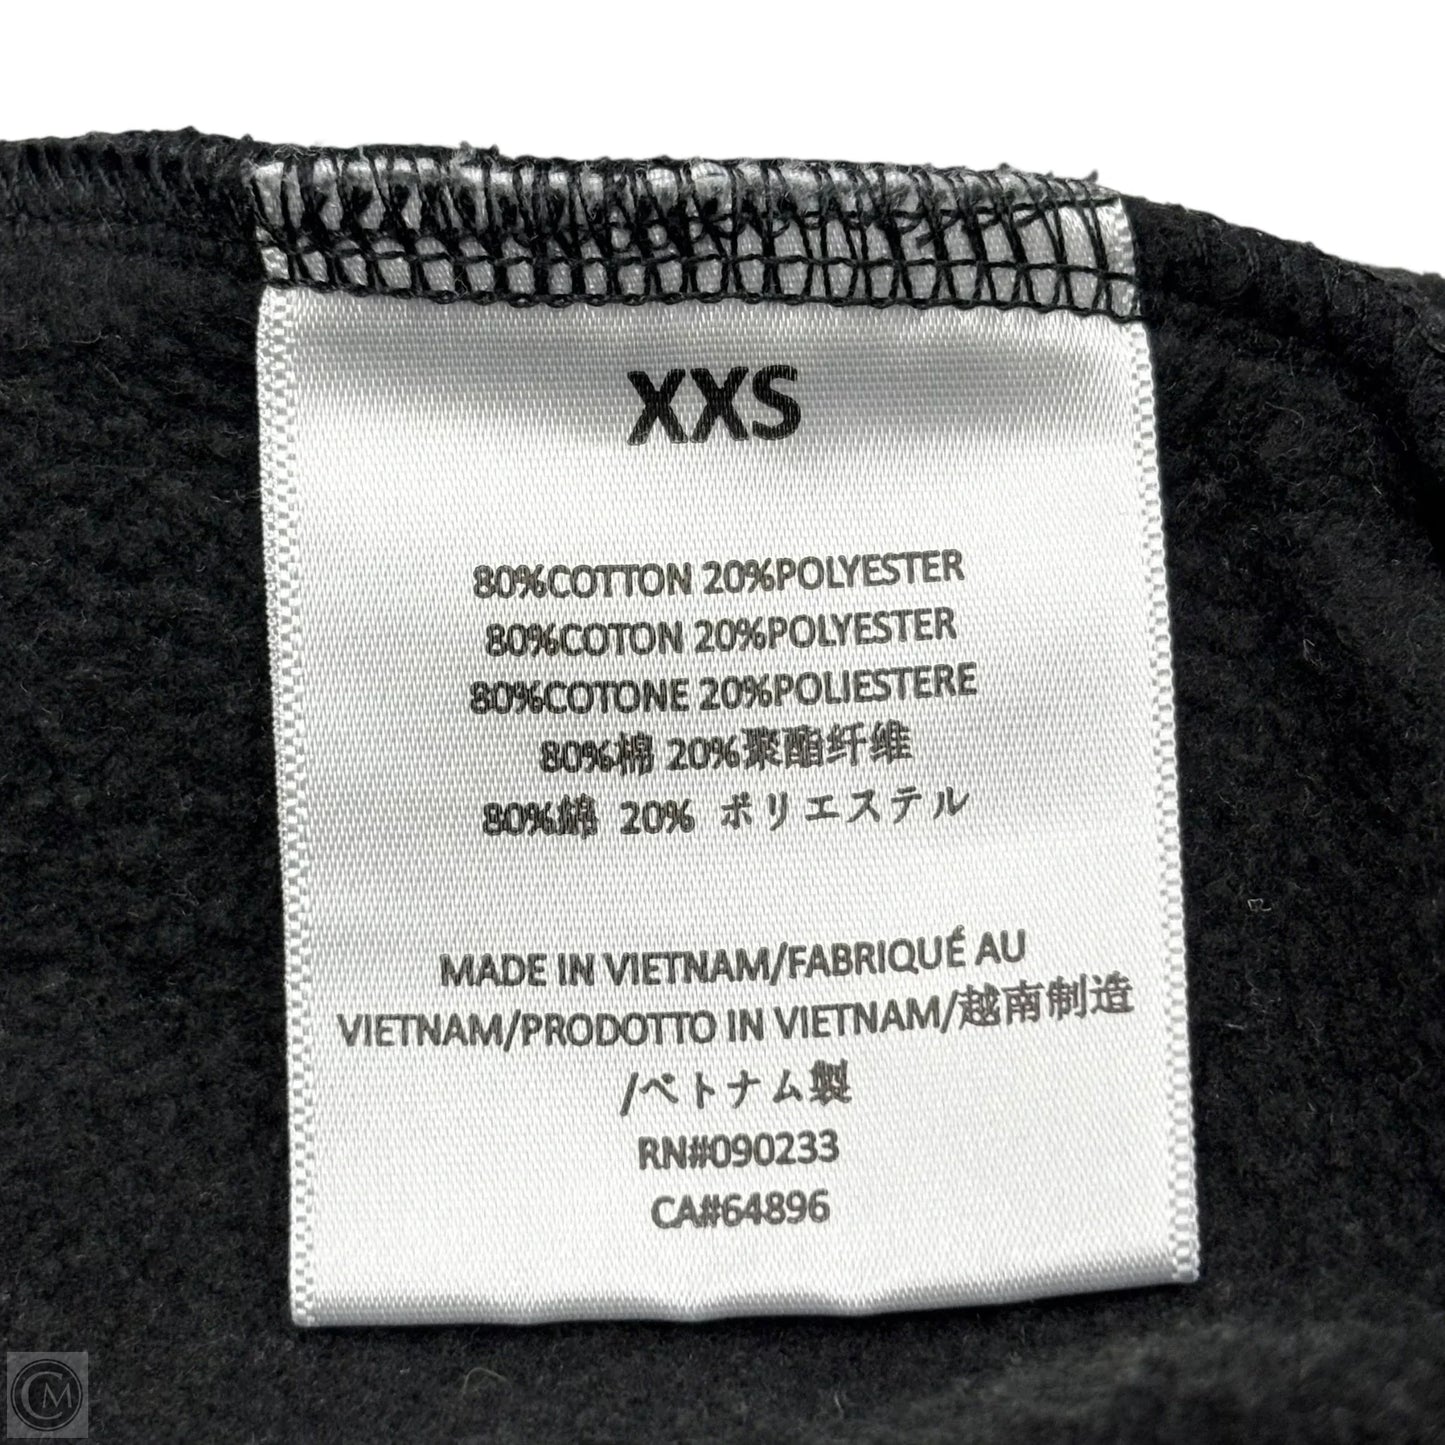 XXS
80%COTTON 20%POLYESTER
80%COTON 20%POLYESTER
80%COTONE 20%POLIESTERE
80%棉 20%聚酯纤维
80%綿 20% ポリエステル
MADE IN VIETNAM/FABRIQUÉ AU
VIETNAM/PRODOTTO IN VIETNAM/越南制造
/ベトナム製
RN#090233
CA#64896
CM